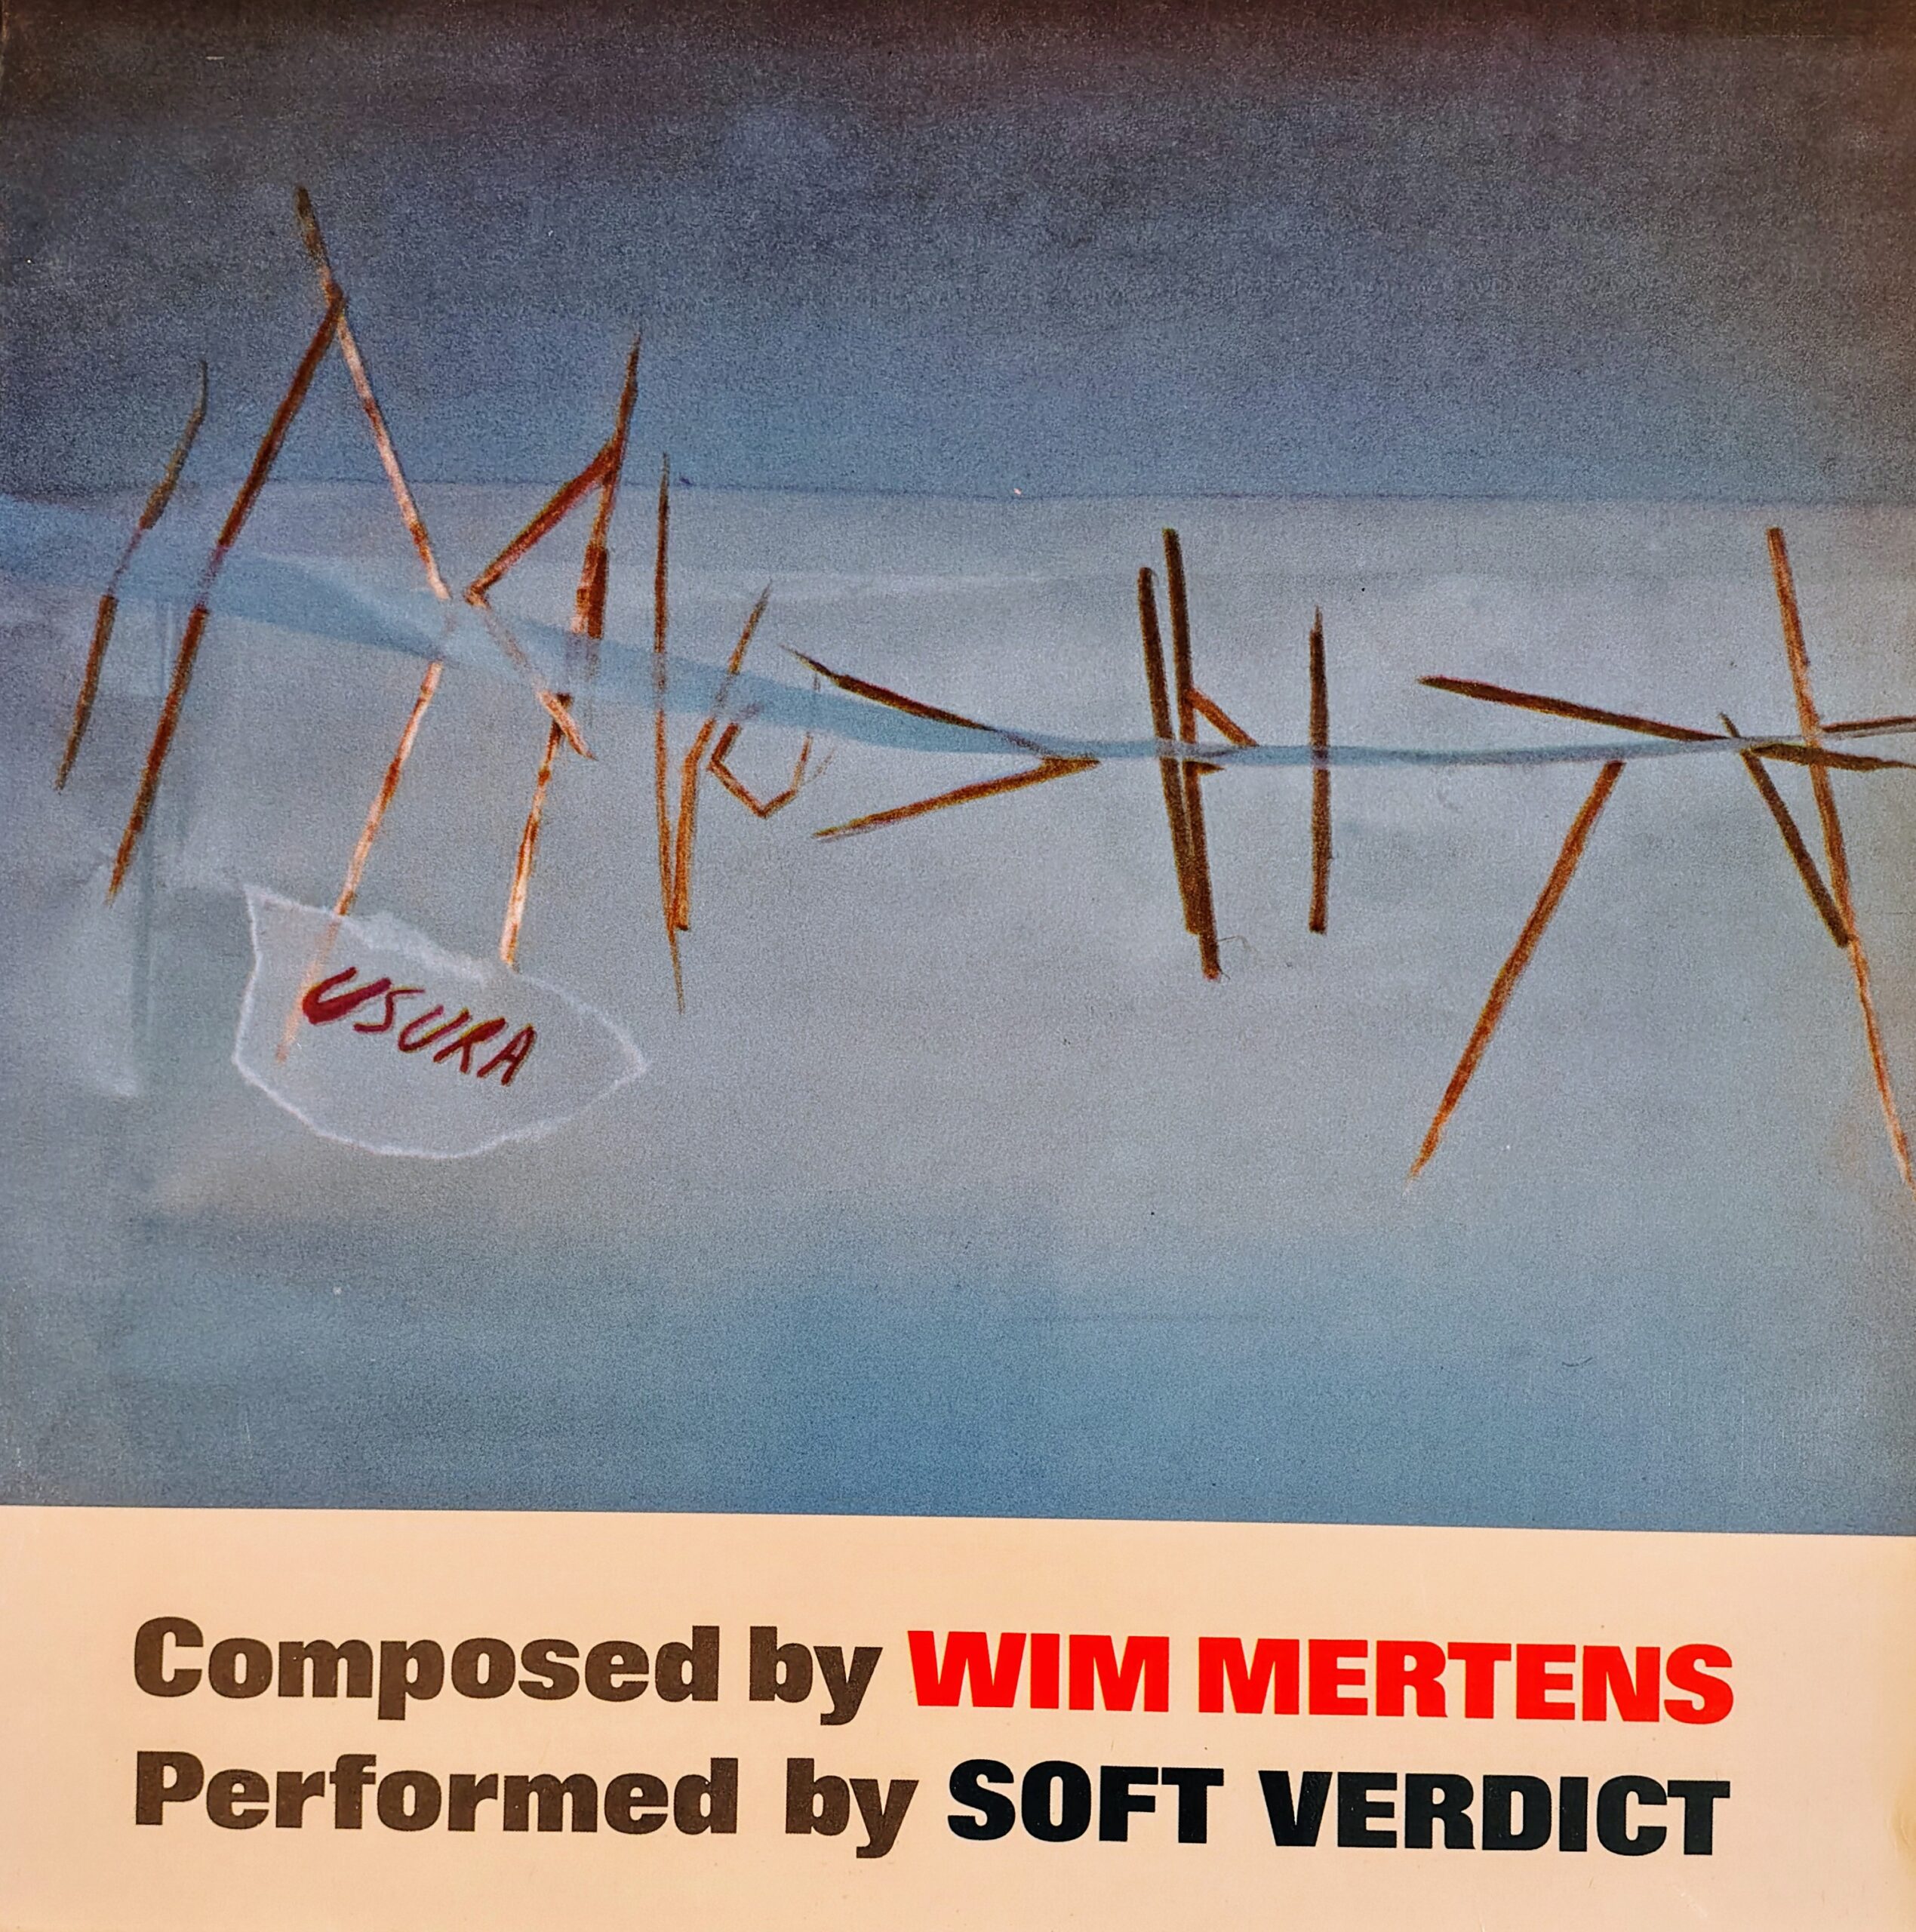 USURA
Composed by WIM MERTENS
Performed by SOFT VERDICT